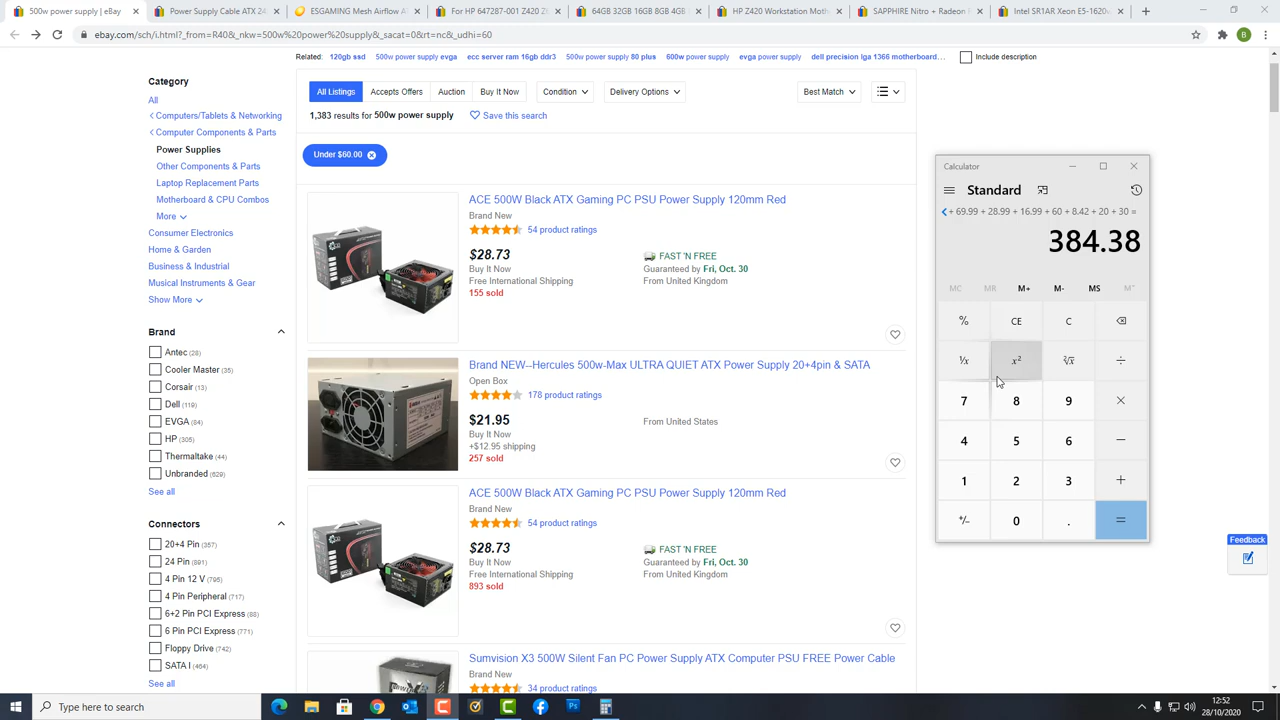 500w power supply | eBay
Power Supplies ATX 24
ESGAMING Mesh Airflow AT
For HP 647287-001 Z420 Z
64GB 32GB 16GB 8GB 4GB
HP Z420 Workstation Motherb
SAPPHIRE Nitro + Radeon
Intel SR1AR Xeon E5-1620v
ebay.com/sch/i.html?_from=R40&_nkw=500w%20power%20supply&_sacat=0&rt=nc&_udhi=60
B
Related: 120gb ssd 500w power supply evga ecc server ram 16gb ddr3 500w power supply 80 plus 600w power supply evga power supply dell precision lga 1366 motherboard… Include description
Category
All
Computers/Tablets & Networking
Computer Components & Parts
Power Supplies
Other Components & Parts
Laptop Replacement Parts
Motherboard & CPU Combos
More
Consumer Electronics
Home & Garden
Business & Industrial
Musical Instruments & Gear
Show More
Brand
Antec (28)
Cooler Master (35)
Corsair (13)
Dell (119)
EVGA (84)
HP (305)
Thermaltake (44)
Unbranded (629)
See all
Connectors
20+4 Pin (357)
24 Pin (891)
4 Pin 12 V (795)
4 Pin Peripheral (717)
6+2 Pin PCI Express (88)
6 Pin PCI Express (771)
Floppy Drive (742)
SATA I (464)
See all
All Listings Accepts Offers Auction Buy It Now Condition Delivery Options Best Match
1,383 results for 500w power supply Save this search
Under $60.00
ACE 500W Black ATX Gaming PC PSU Power Supply 120mm Red
Brand New
54 product ratings
$28.73
Buy It Now
Free International Shipping
155 sold
FAST 'N FREE
Guaranteed by Fri, Oct. 30
From United Kingdom
Brand NEW--Hercules 500w-Max ULTRA QUIET ATX Power Supply 20+4pin & SATA
Open Box
178 product ratings
$21.95
Buy It Now
+$12.95 shipping
257 sold
From United States
ACE 500W Black ATX Gaming PC PSU Power Supply 120mm Red
Brand New
54 product ratings
$28.73
Buy It Now
Free International Shipping
893 sold
FAST 'N FREE
Guaranteed by Fri, Oct. 30
From United Kingdom
Sumvision X3 500W Silent Fan PC Power Supply ATX Computer PSU FREE Power Cable
Brand New
34 product ratings
Calculator
Standard
+ 69.99 + 28.99 + 16.99 + 60 + 8.42 + 20 + 30 =
384.38
MC MR M+ M- MS M˅
% CE C
¹/x x² ²√x ÷
7 8 9 ×
4 5 6 −
1 2 3 +
+/- 0 . =
Feedback
Type here to search
12:52
28/10/2020